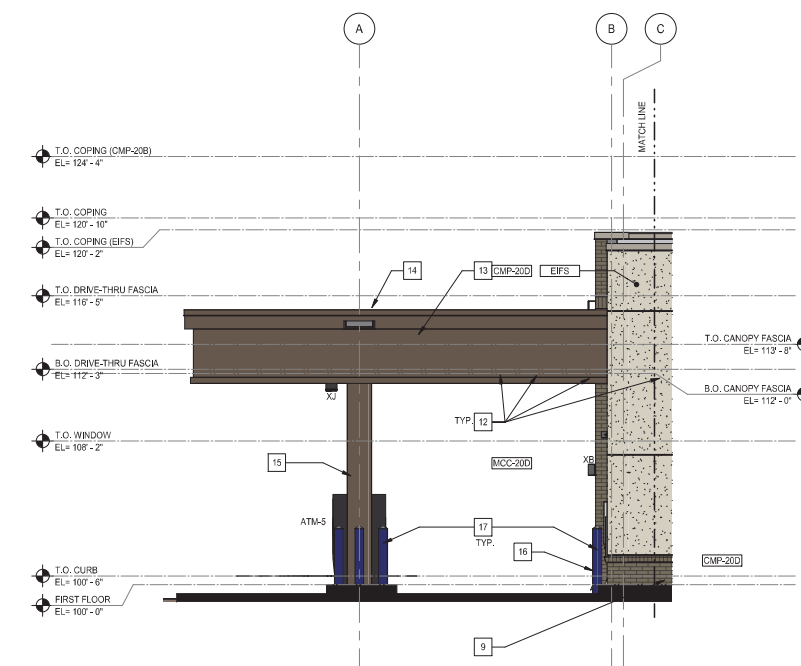 A
B
C
MATCH LINE
T.O. COPING (CMP-20B)
EL= 124' - 4"
T.O. COPING
EL= 120' - 10"
T.O. COPING (EIFS)
EL= 120' - 2"
14
13 CMP-20D
EIFS
T.O. DRIVE-THRU FASCIA
EL= 116' - 5"
T.O. CANOPY FASCIA
EL= 113' - 8"
B.O. DRIVE-THRU FASCIA
EL= 112' - 3"
B.O. CANOPY FASCIA
EL= 112' - 0"
XJ
TYP. 12
T.O. WINDOW
EL= 108' - 2"
15
MCC-20D
XB
ATM-5
17
TYP.
16
CMP-20D
T.O. CURB
EL= 100' - 6"
FIRST FLOOR
EL= 100' - 0"
9